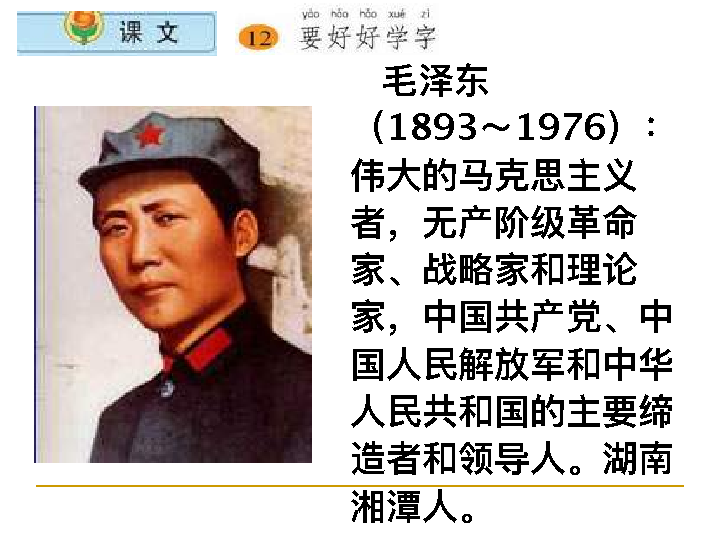 yáo hǎo hǎo xué zì
课 文 12 要好好学字
毛泽东
（1893～1976）：
伟大的马克思主义
者，无产阶级革命
家、战略家和理论
家，中国共产党、中
国人民解放军和中华
人民共和国的主要缔
造者和领导人。湖南
湘潭人。